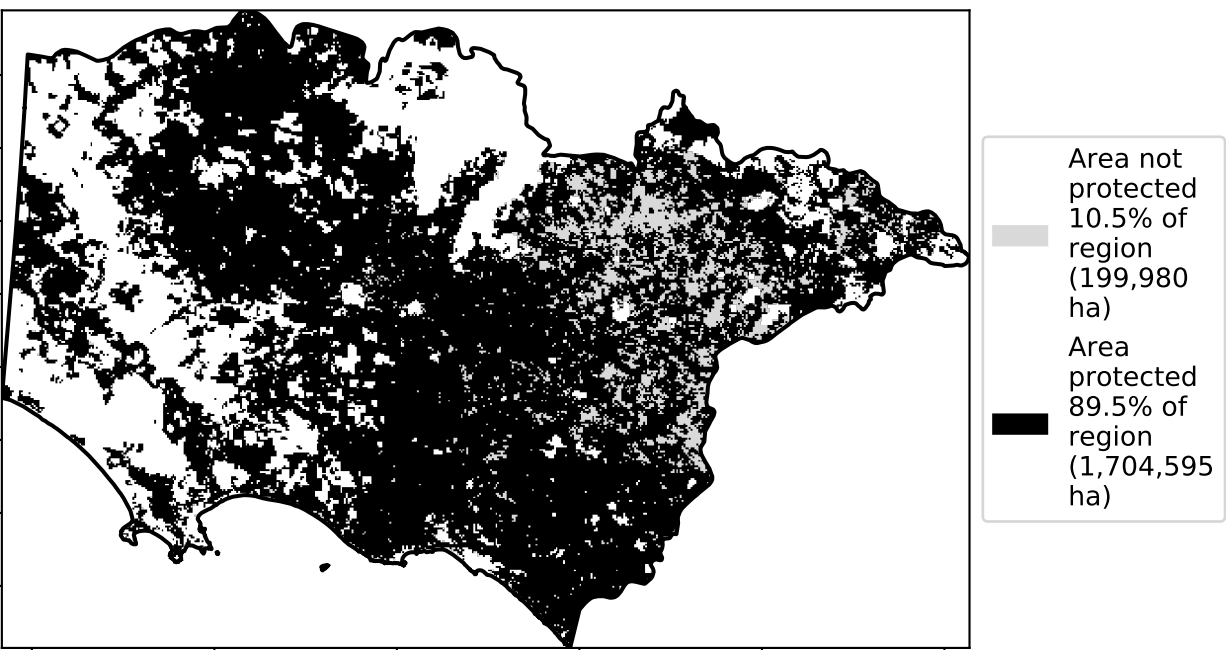 Area not
protected
10.5% of
region
(199,980
ha)
Area
protected
89.5% of
region
(1,704,595
ha)